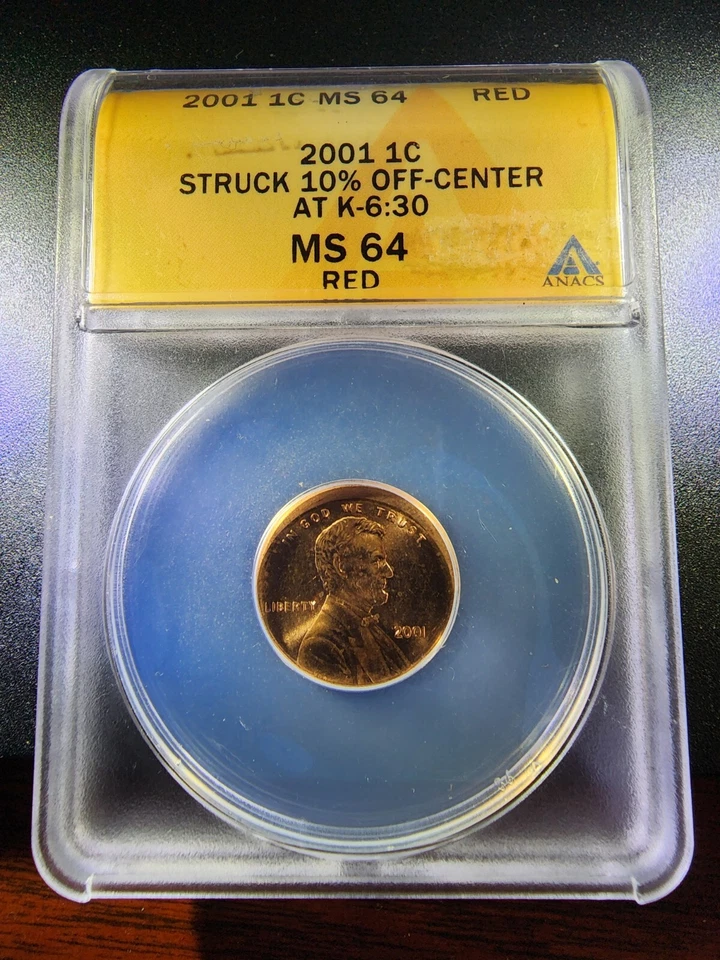 2001 1C MS 64 RED
2001 1C
STRUCK 10% OFF-CENTER
AT K-6:30
MS 64
RED
ANACS
IN GOD WE TRUST
LIBERTY
2001